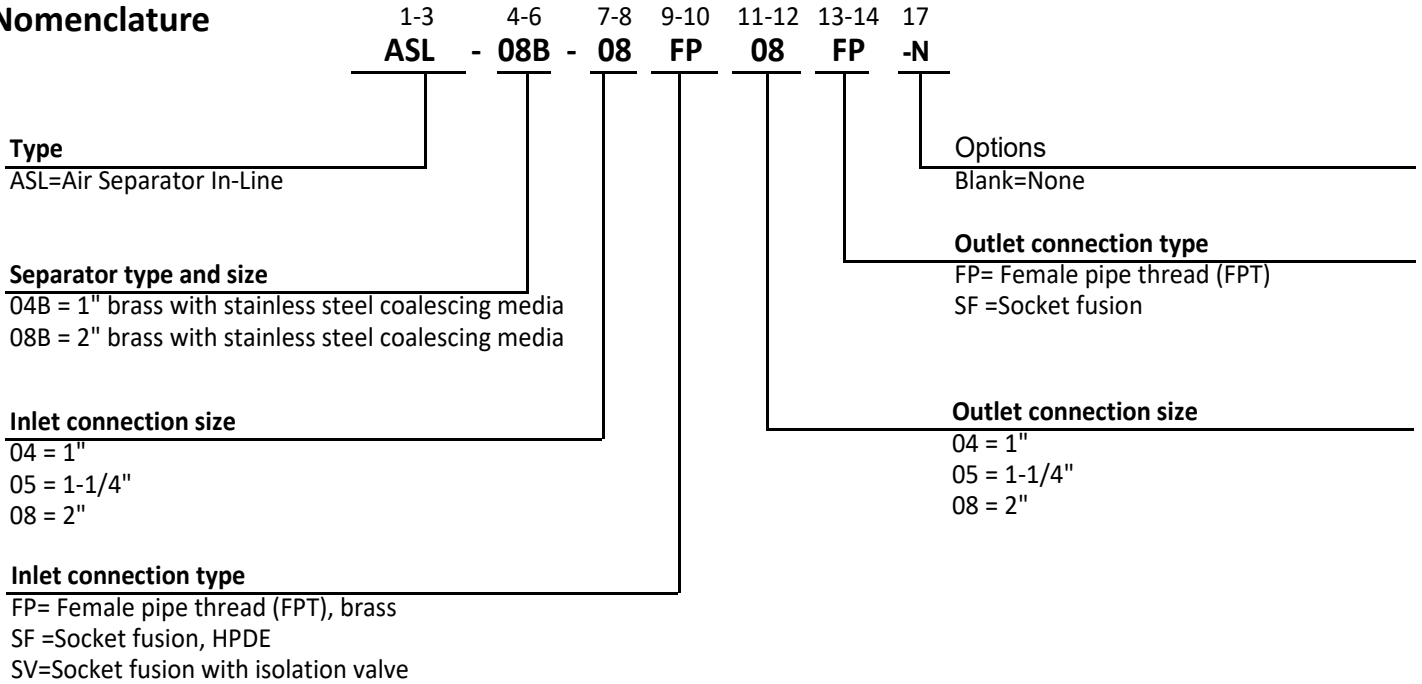 Nomenclature
1-3 4-6 7-8 9-10 11-12 13-14 17
ASL - 08B - 08 FP 08 FP -N
Type
ASL=Air Separator In-Line
Separator type and size
04B = 1" brass with stainless steel coalescing media
08B = 2" brass with stainless steel coalescing media
Inlet connection size
04 = 1"
05 = 1-1/4"
08 = 2"
Inlet connection type
FP= Female pipe thread (FPT), brass
SF =Socket fusion, HPDE
SV=Socket fusion with isolation valve
Options
Blank=None
Outlet connection type
FP= Female pipe thread (FPT)
SF =Socket fusion
Outlet connection size
04 = 1"
05 = 1-1/4"
08 = 2"